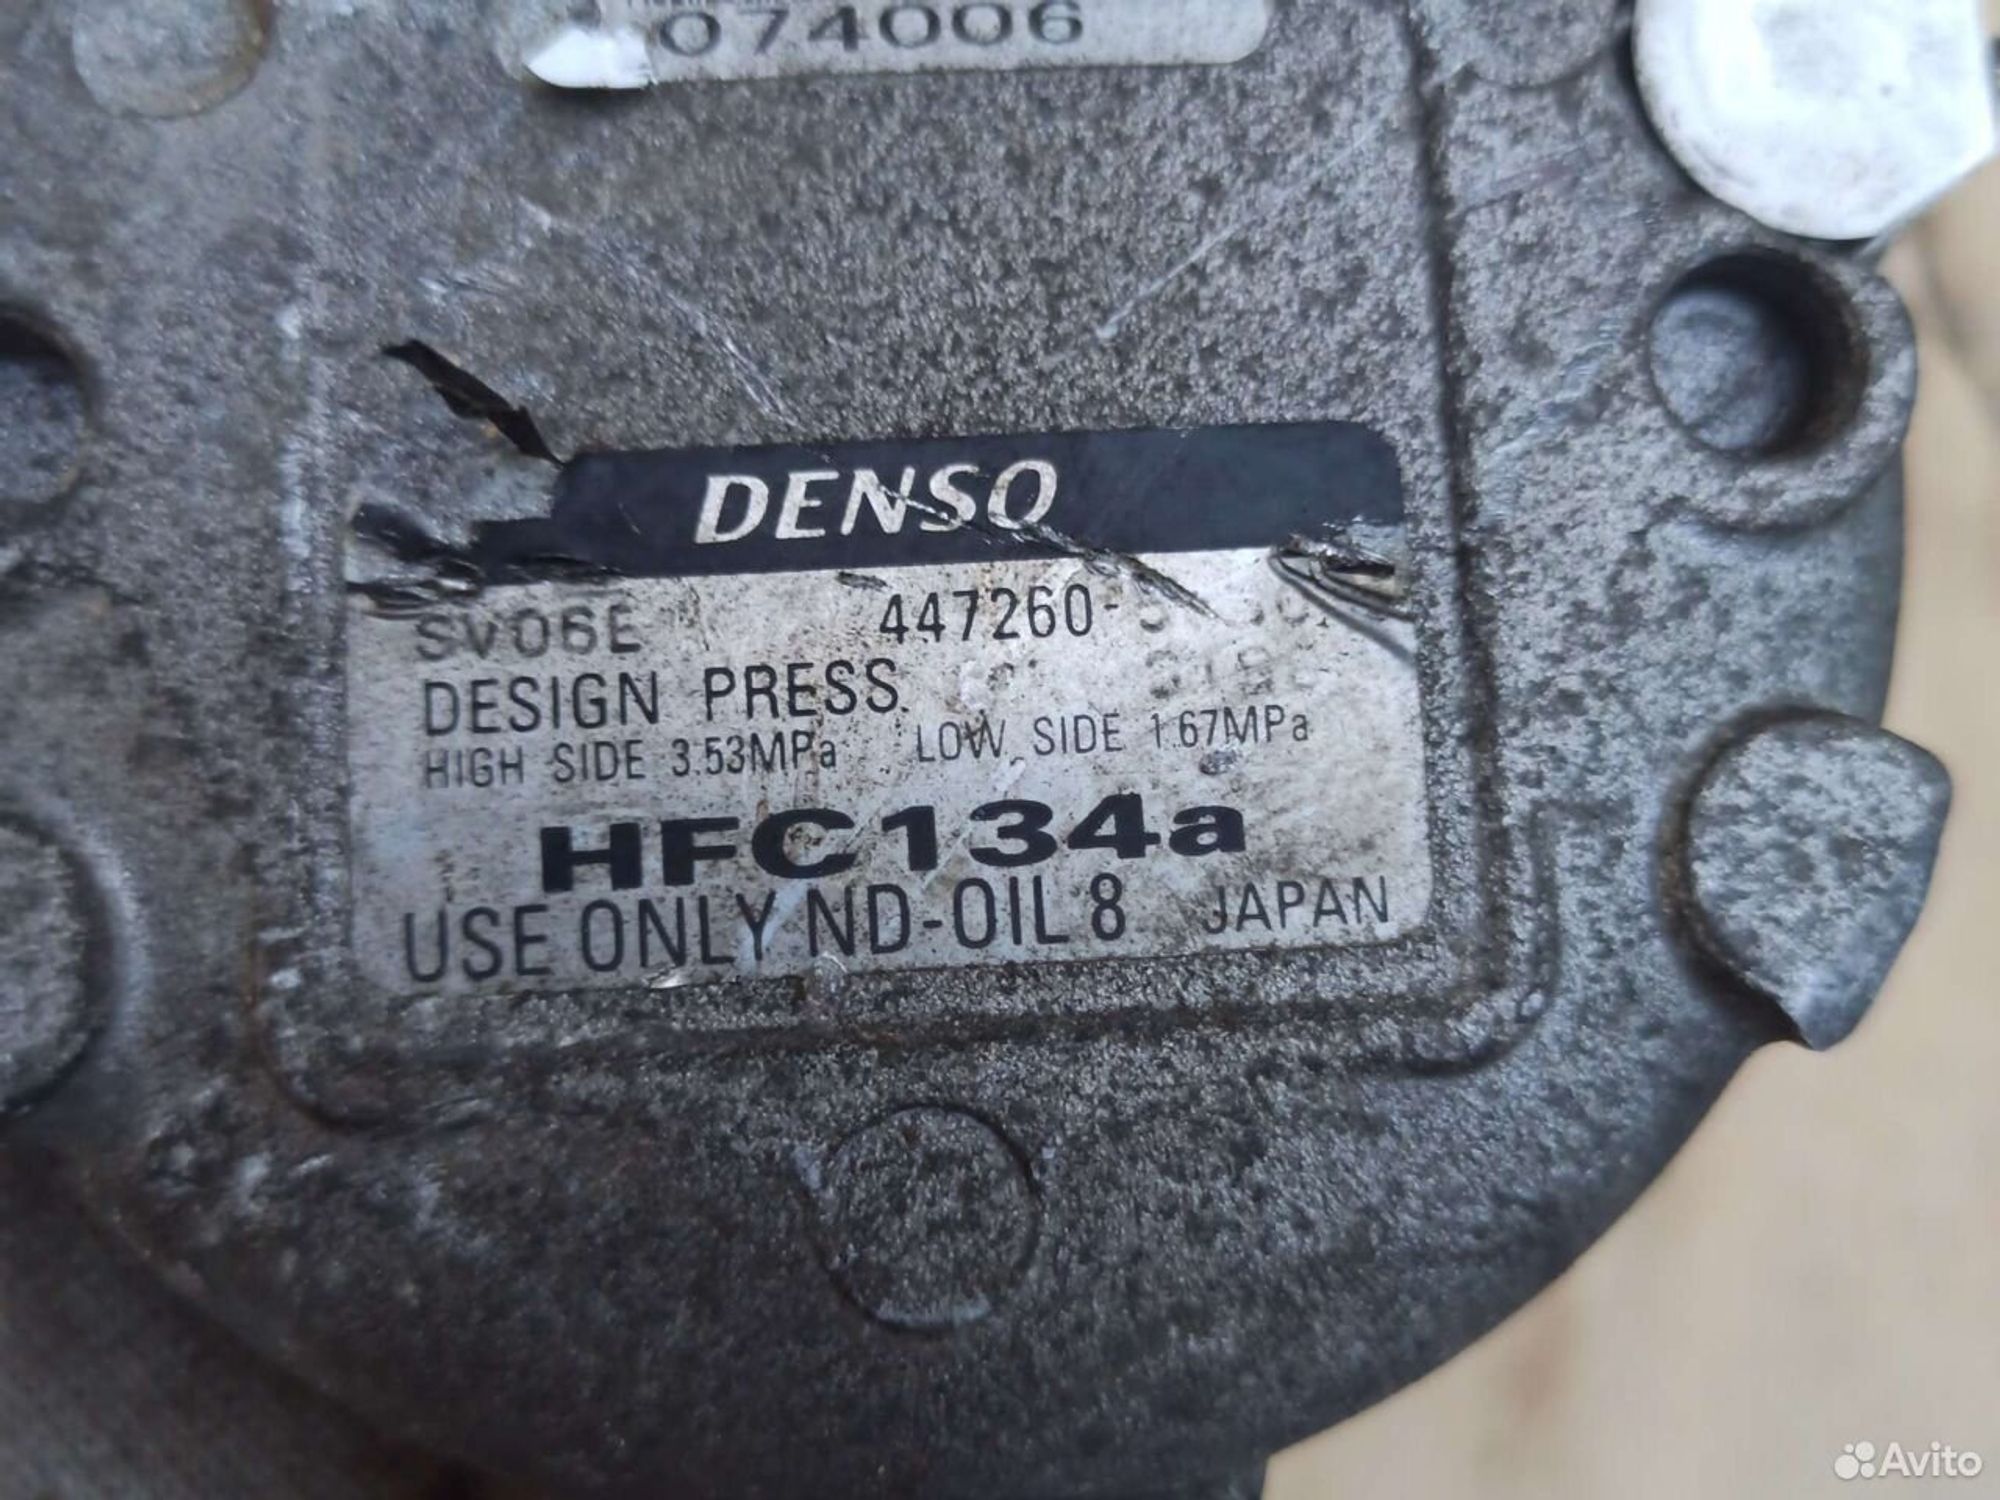 074006
DENSO
SV06E 447260-
DESIGN PRESS.
HIGH SIDE 3.53MPa LOW SIDE 1.67MPa
HFC134a
USE ONLY ND-OIL 8 JAPAN
Avito